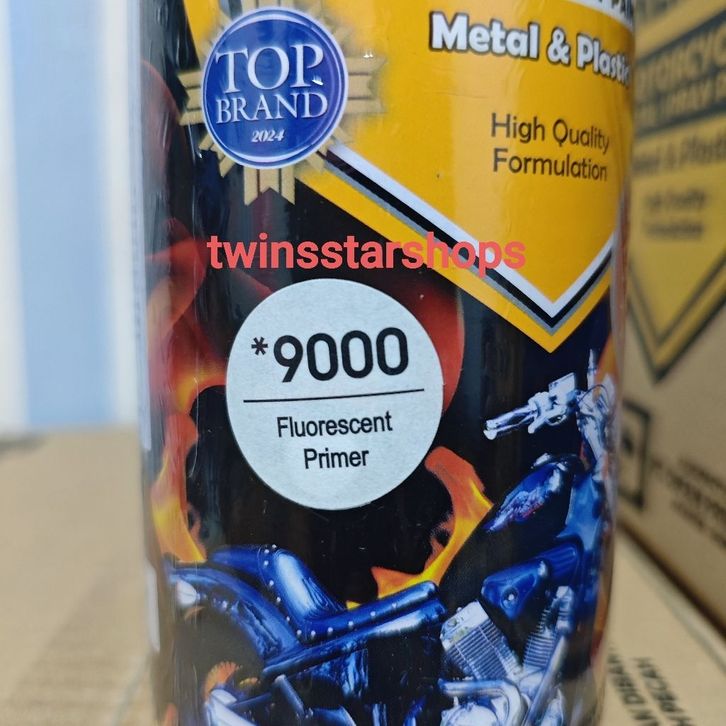 Metal & Plastic
TOP
BRAND
2024
High Quality
Formulation
twinsstarshops
*9000
Fluorescent
Primer